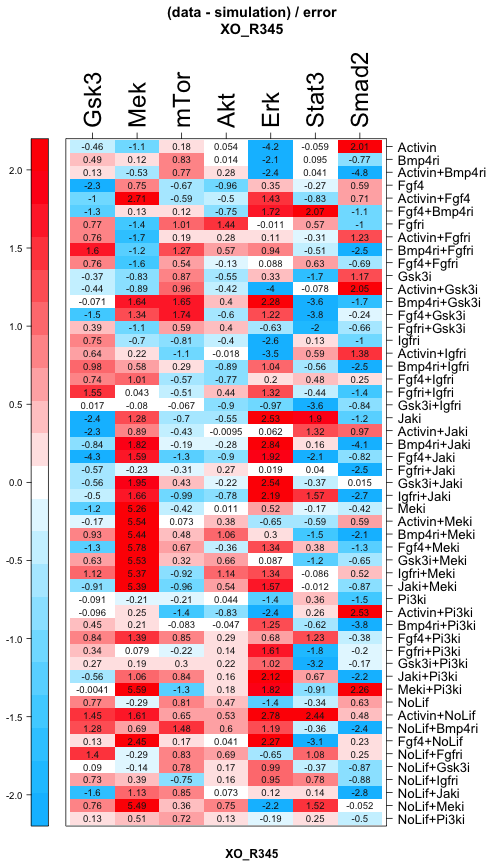 (data - simulation) / error
XO_R345
Gsk3 Mek mTor Akt Erk Stat3 Smad2
-0.46 -1.1 0.18 0.054 -4.2 -0.059 2.01 Activin
0.49 0.12 0.83 0.014 -2.1 0.095 -0.77 Bmp4ri
2.0
0.13 -0.53 0.77 0.28 -2.4 0.041 -4.8 Activin+Bmp4ri
-2.3 0.75 -0.67 -0.96 0.35 -0.27 0.59 Fgf4
-1 2.71 -0.59 -0.5 1.43 -0.83 0.71 Activin+Fgf4
-1.3 0.13 0.12 -0.75 1.72 2.07 -1.1 Fgf4+Bmp4ri
0.77 -1.4 1.01 1.44 -0.011 0.57 -1 Fgfri
0.76 -1.7 0.19 0.28 0.11 -0.31 1.23 Activin+Fgfri
1.5
1.6 -1.2 1.27 0.57 0.94 -0.51 -2.5 Bmp4ri+Fgfri
0.76 -1.6 0.54 -0.13 0.088 0.63 -0.69 Fgf4+Fgfri
-0.37 -0.83 0.87 -0.55 0.33 -1.7 1.17 Gsk3i
-0.44 -0.89 0.96 -0.42 -4 -0.078 2.05 Activin+Gsk3i
-0.071 1.64 1.65 0.4 2.28 -3.6 -1.7 Bmp4ri+Gsk3i
-1.5 1.34 1.74 -0.6 1.22 -3.8 -0.24 Fgf4+Gsk3i
1.0
0.39 -1.1 0.59 0.4 -0.63 -2 -0.66 Fgfri+Gsk3i
0.75 -0.7 -0.81 -0.4 -2.6 0.13 -1 Igfri
0.64 0.22 -1.1 -0.018 -3.5 0.59 1.38 Activin+Igfri
0.98 0.58 0.29 -0.89 1.04 -0.56 -2.5 Bmp4ri+Igfri
0.74 1.01 -0.57 -0.77 0.2 0.48 0.25 Fgf4+Igfri
1.55 0.043 -0.51 0.44 1.32 -0.44 -1.4 Fgfri+Igfri
0.5
0.017 -0.08 -0.067 -0.9 -0.97 -3.6 -0.84 Gsk3i+Igfri
-2.4 1.28 -0.7 -0.55 2.53 1.9 -1.2 Jaki
-2.3 0.89 -0.43 -0.0095 0.062 1.32 0.97 Activin+Jaki
-0.84 1.82 -0.19 -0.28 2.84 0.16 -4.1 Bmp4ri+Jaki
-4.3 1.59 -1.3 -0.9 1.92 -2.1 -0.82 Fgf4+Jaki
-0.57 -0.23 -0.31 0.27 0.019 0.04 -2.5 Fgfri+Jaki
0.0
-0.56 1.95 0.43 -0.22 2.54 -0.37 0.015 Gsk3i+Jaki
-0.5 1.66 -0.99 -0.78 2.19 1.57 -2.7 Igfri+Jaki
-1.2 5.26 -0.42 0.011 0.52 -0.17 -0.42 Meki
-0.17 5.54 0.073 0.38 -0.65 -0.59 0.59 Activin+Meki
0.93 5.44 0.48 1.06 0.3 -1.5 -2.1 Bmp4ri+Meki
-1.3 5.78 0.67 -0.36 1.34 0.38 -1.3 Fgf4+Meki
-0.5
0.63 5.53 0.32 0.66 0.087 -1.2 -0.65 Gsk3i+Meki
1.12 5.37 -0.92 1.14 1.34 -0.086 0.52 Igfri+Meki
-0.91 5.39 -0.96 0.54 1.57 -0.012 -0.87 Jaki+Meki
-0.091 -0.21 -0.21 0.044 -1.4 0.36 -1.5 Pi3ki
-0.096 0.25 -1.4 -0.83 -2.4 0.26 2.53 Activin+Pi3ki
0.45 0.21 -0.083 -0.047 1.25 -0.62 -3.8 Bmp4ri+Pi3ki
-1.0
0.84 1.39 0.85 0.29 0.68 1.23 -0.38 Fgf4+Pi3ki
0.34 0.079 -0.22 0.14 1.61 -1.8 -0.2 Fgfri+Pi3ki
0.27 0.19 0.3 0.22 1.02 -3.2 -0.17 Gsk3i+Pi3ki
-0.56 1.06 0.84 0.16 2.12 0.67 -2.2 Jaki+Pi3ki
-0.0041 5.59 -1.3 0.18 1.82 -0.91 2.26 Meki+Pi3ki
0.77 -0.29 0.81 0.47 -1.4 -0.34 0.63 NoLif
-1.5
1.45 1.61 0.65 0.53 2.78 2.44 0.48 Activin+NoLif
1.28 0.69 1.48 0.6 1.19 -0.36 -2.4 NoLif+Bmp4ri
0.13 2.45 0.17 0.041 2.27 -3.1 0.23 Fgf4+NoLif
1.4 -0.29 0.83 0.69 -0.65 1.08 0.25 NoLif+Fgfri
0.09 -0.14 0.77 0.17 0.99 -0.37 -0.87 NoLif+Gsk3i
0.73 0.39 -0.75 0.16 0.95 0.78 -0.88 NoLif+Igfri
-2.0
-1.6 1.13 0.85 0.073 0.12 0.14 -2.8 NoLif+Jaki
0.76 5.49 0.36 0.75 -2.2 1.52 -0.052 NoLif+Meki
0.13 0.51 0.72 0.13 -0.19 0.25 -0.5 NoLif+Pi3ki
XO_R345